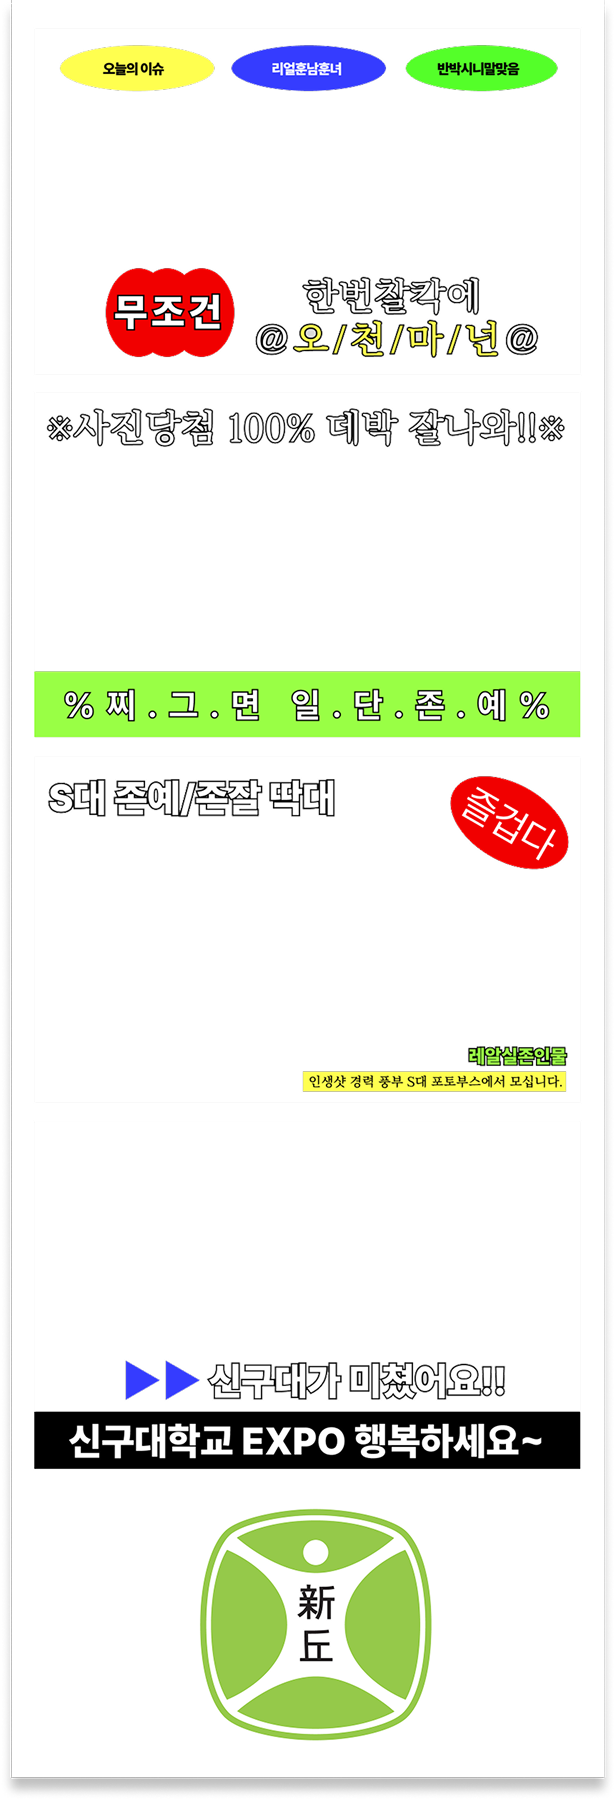 오늘의 이슈
리얼훈남훈녀
반박시니말맞음
무조건
한번찰칵에
@오/천/마/넌@
※사진당첨 100% 데박 잘나와!!※
%찌.그.면 일.단.존.예%
S대 존예/존잘 딱대
즐겁다
레알실존인물
인생샷 경력 풍부 S대 포토부스에서 모십니다.
▶▶ 신구대가 미쳤어요!!
신구대학교 EXPO 행복하세요~
新
丘